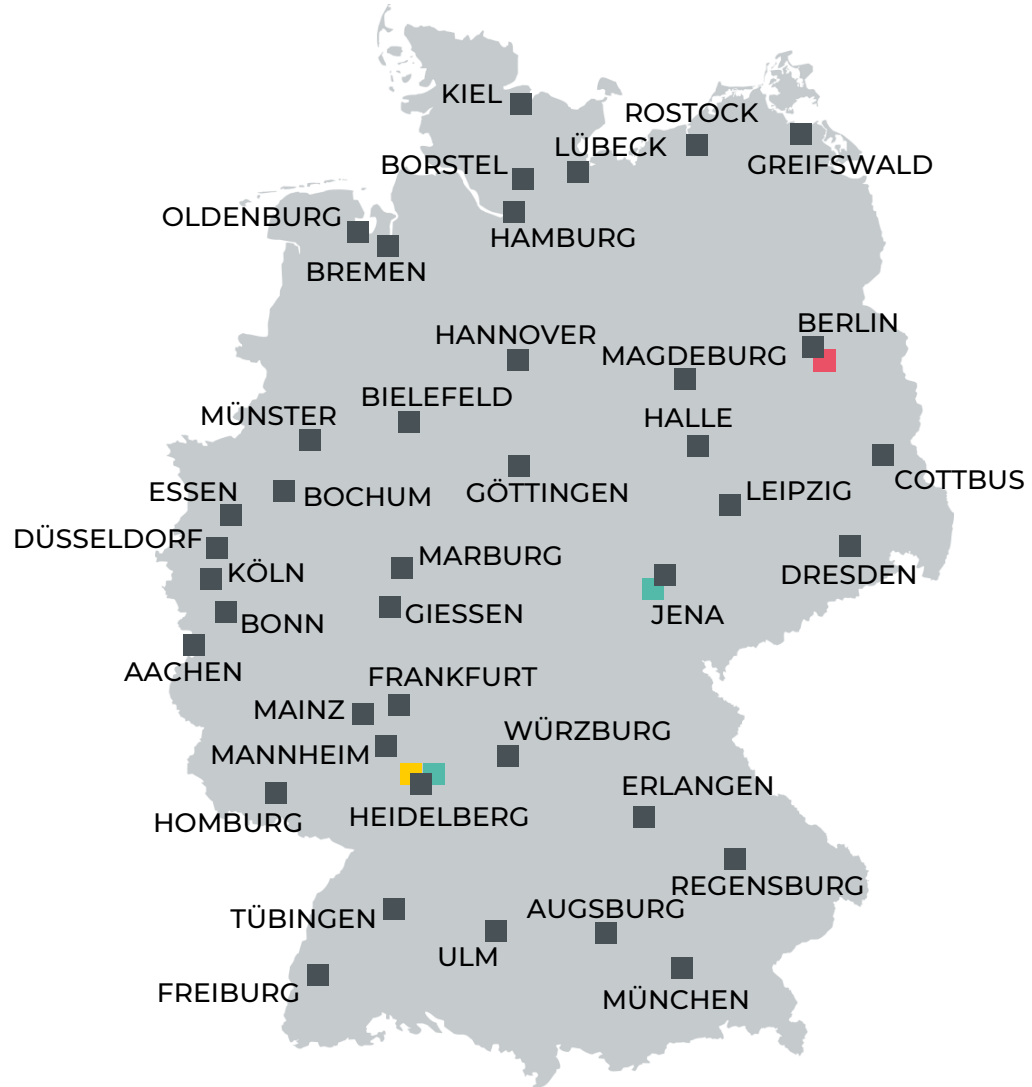 KIEL
ROSTOCK
LÜBECK
BORSTEL
GREIFSWALD
OLDENBURG
HAMBURG
BREMEN
BERLIN
HANNOVER
MAGDEBURG
BIELEFELD
MÜNSTER
HALLE
COTTBUS
ESSEN
BOCHUM
GÖTTINGEN
LEIPZIG
DÜSSELDORF
MARBURG
KÖLN
DRESDEN
GIESSEN
JENA
BONN
AACHEN
FRANKFURT
MAINZ
WÜRZBURG
MANNHEIM
ERLANGEN
HOMBURG
HEIDELBERG
REGENSBURG
AUGSBURG
TÜBINGEN
ULM
FREIBURG
MÜNCHEN